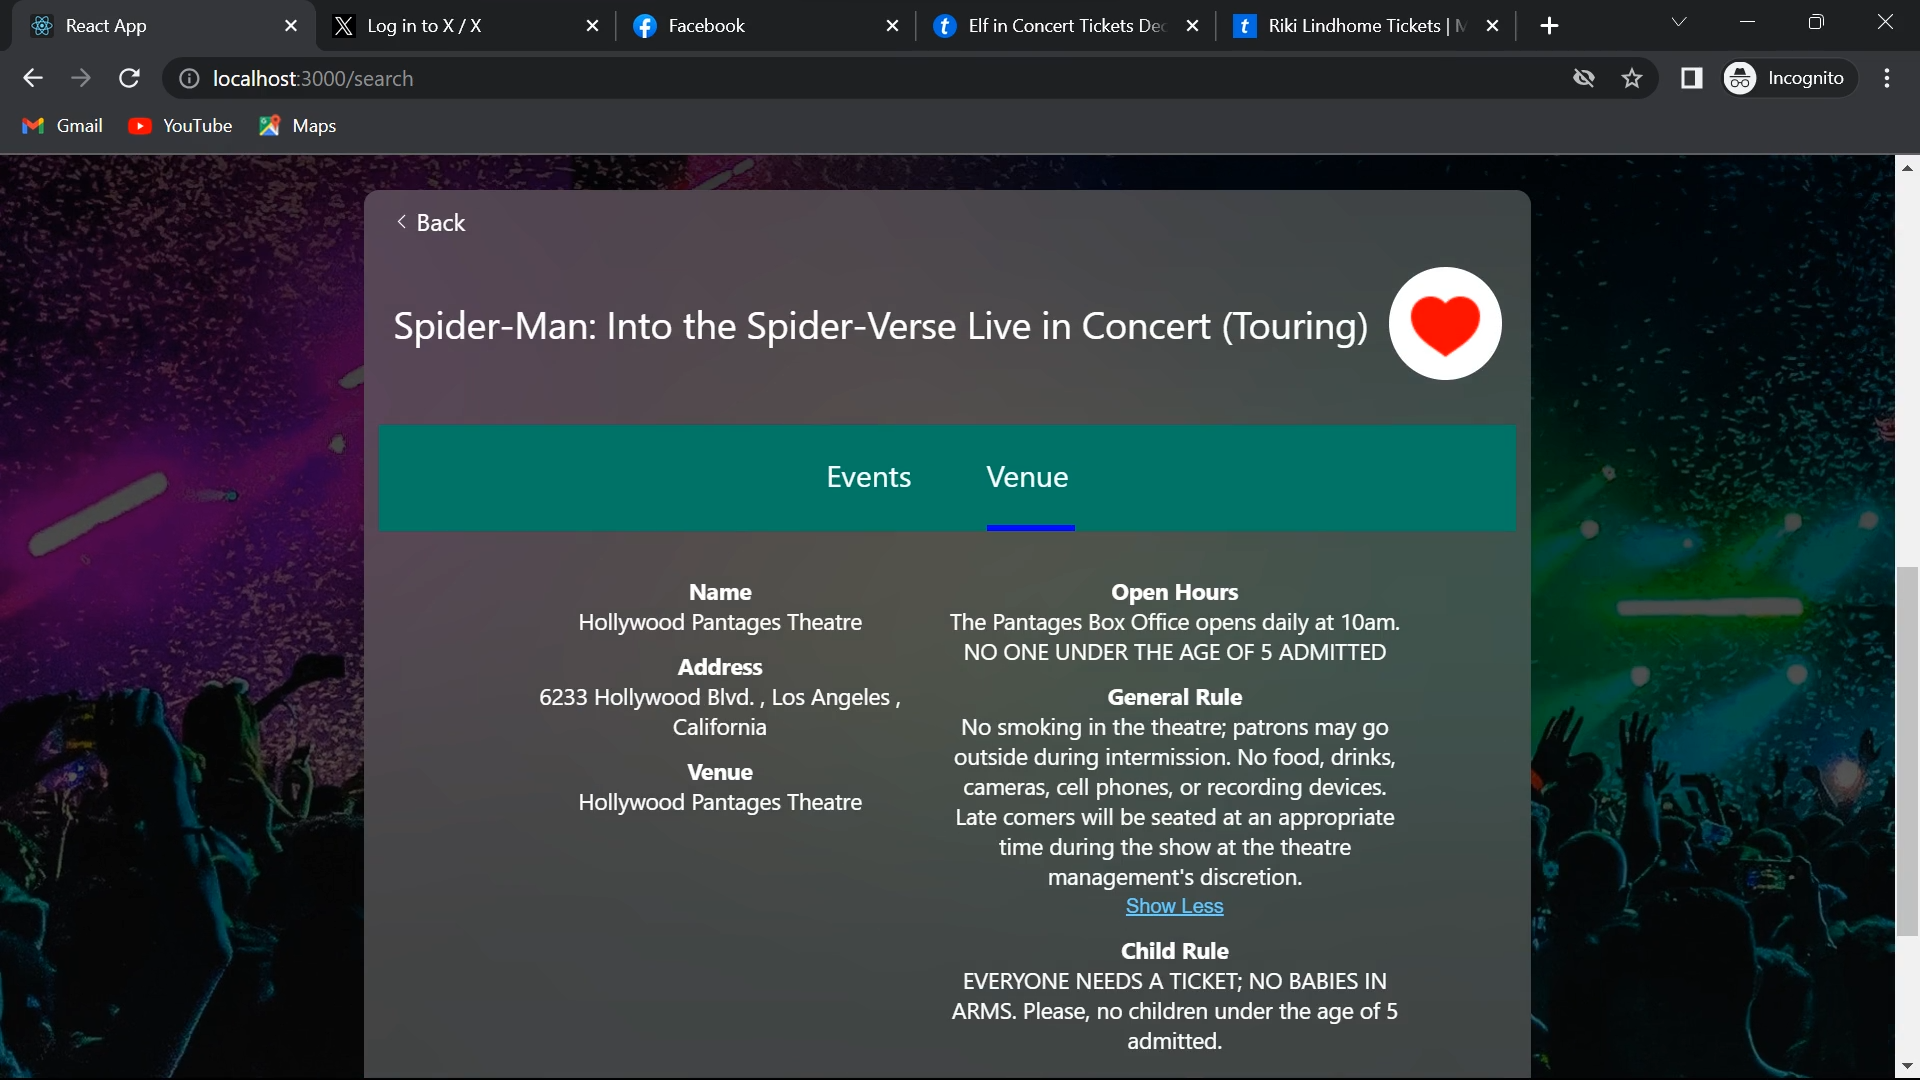 React App
Log in to X / X
Facebook
Elf in Concert Tickets Dec
Riki Lindhome Tickets | M
localhost:3000/search
Incognito
Gmail
YouTube
Maps
Back
Spider-Man: Into the Spider-Verse Live in Concert (Touring)
Events
Venue
Name
Hollywood Pantages Theatre
Address
6233 Hollywood Blvd. , Los Angeles ,
California
Venue
Hollywood Pantages Theatre
Open Hours
The Pantages Box Office opens daily at 10am.
NO ONE UNDER THE AGE OF 5 ADMITTED
General Rule
No smoking in the theatre; patrons may go
outside during intermission. No food, drinks,
cameras, cell phones, or recording devices.
Late comers will be seated at an appropriate
time during the show at the theatre
management's discretion.
Show Less
Child Rule
EVERYONE NEEDS A TICKET; NO BABIES IN
ARMS. Please, no children under the age of 5
admitted.